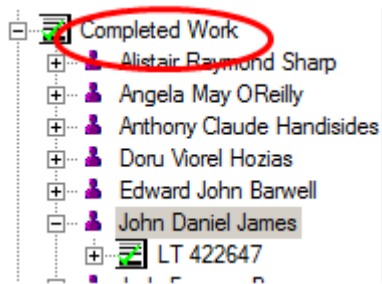 Completed Work
Alistair Raymond Sharp
Angela May OReilly
Anthony Claude Handisides
Doru Viorel Hozias
Edward John Barwell
John Daniel James
LT 422647